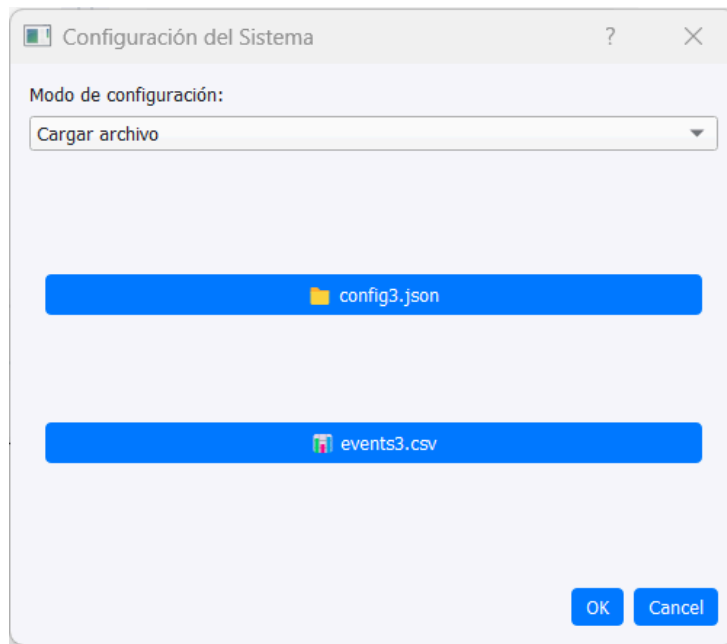 Configuración del Sistema ?
Modo de configuración:
Cargar archivo
config3.json
events3.csv
OK Cancel